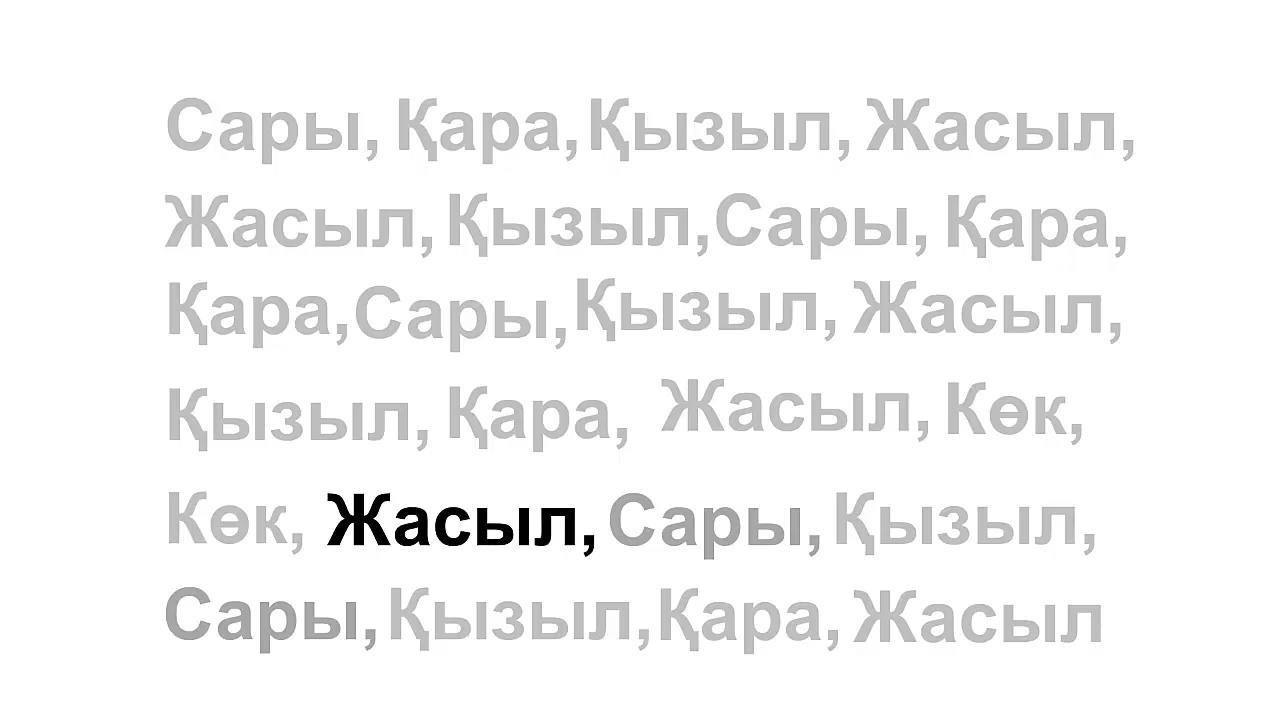 Сары, Қара, Қызыл, Жасыл,
Жасыл, Қызыл, Сары, Қара,
Қара, Сары, Қызыл, Жасыл,
Қызыл, Қара, Жасыл, Көк,
Көк, Жасыл, Сары, Қызыл,
Сары, Қызыл, Қара, Жасыл